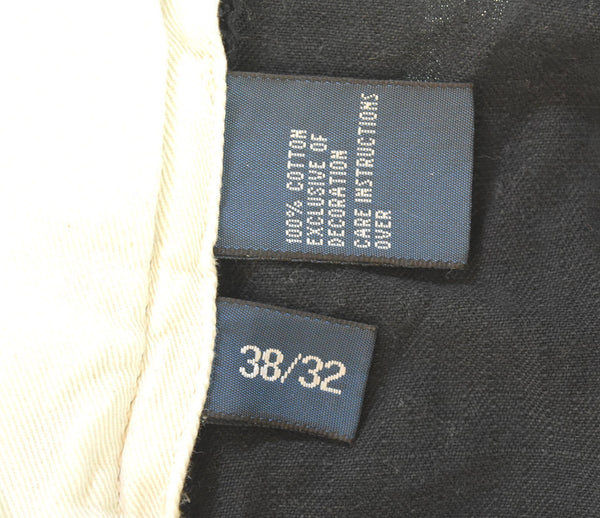 100% COTTON
EXCLUSIVE OF
DECORATION
CARE INSTRUCTIONS
OVER
38/32